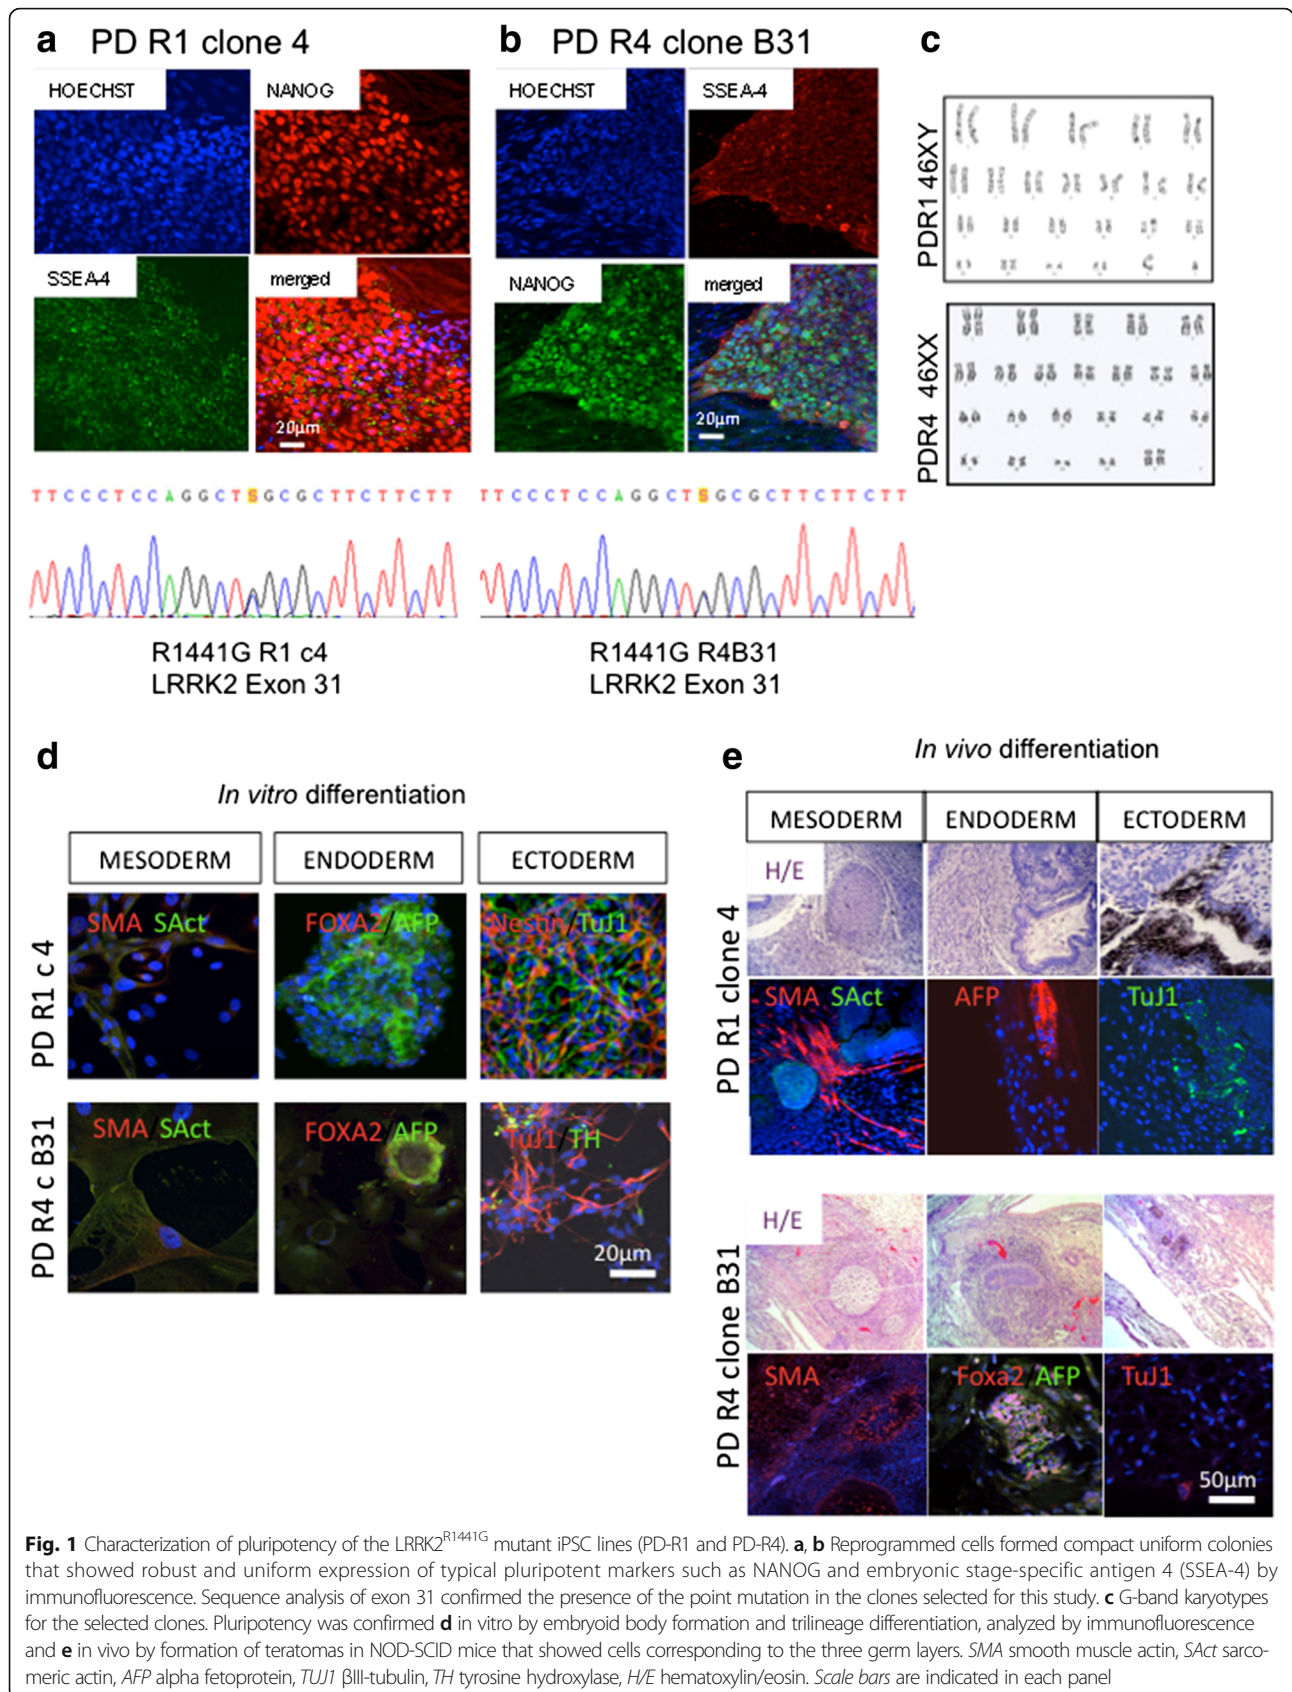 a PD R1 clone 4
b PD R4 clone B31
c
HOECHST
NANOG
SSEA-4
merged
20µm
HOECHST
SSEA-4
NANOG
merged
20µm
PDR1 46XY
PDR4 46XX
TTCCCTCCAGGCTSGCGCTTCTTCTT
TTCCCTCCAGGCTSGCGCTTCTTCTT
R1441G R1 c4
LRRK2 Exon 31
R1441G R4B31
LRRK2 Exon 31
d
In vitro differentiation
MESODERM
ENDODERM
ECTODERM
PD R1 c 4
SMA SAct
FOXA2/AFP
Nestin/TuJ1
PD R4 c B31
SMA/SAct
FOXA2/AFP
TuJ1/TH
20µm
e
In vivo differentiation
MESODERM
ENDODERM
ECTODERM
PD R1 clone 4
H/E
SMA SAct
AFP
TuJ1
PD R4 clone B31
H/E
SMA
Foxa2/AFP
TuJ1
50µm
Fig. 1 Characterization of pluripotency of the LRRK2R1441G mutant iPSC lines (PD-R1 and PD-R4). a, b Reprogrammed cells formed compact uniform colonies
that showed robust and uniform expression of typical pluripotent markers such as NANOG and embryonic stage-specific antigen 4 (SSEA-4) by
immunofluorescence. Sequence analysis of exon 31 confirmed the presence of the point mutation in the clones selected for this study. c G-band karyotypes
for the selected clones. Pluripotency was confirmed d in vitro by embryoid body formation and trilineage differentiation, analyzed by immunofluorescence
and e in vivo by formation of teratomas in NOD-SCID mice that showed cells corresponding to the three germ layers. SMA smooth muscle actin, SAct sarco-
meric actin, AFP alpha fetoprotein, TUJ1 βIII-tubulin, TH tyrosine hydroxylase, H/E hematoxylin/eosin. Scale bars are indicated in each panel